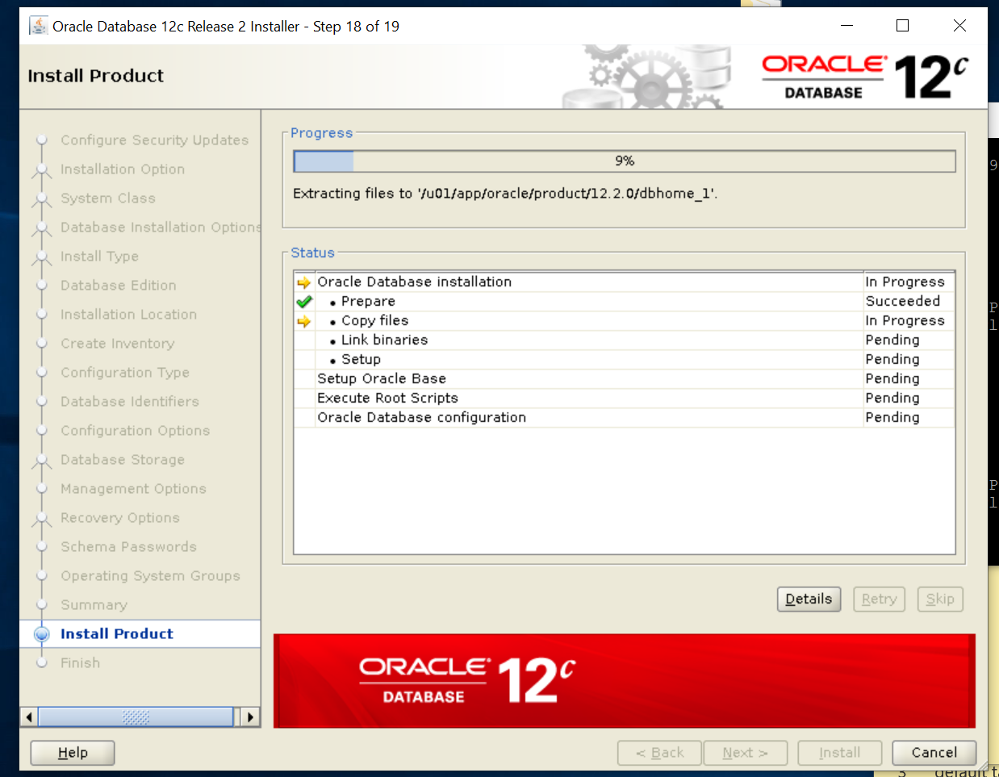 Oracle Database 12c Release 2 Installer - Step 18 of 19
Install Product
ORACLE
DATABASE
12c
Configure Security Updates
Installation Option
System Class
Database Installation Options
Install Type
Database Edition
Installation Location
Create Inventory
Configuration Type
Database Identifiers
Configuration Options
Database Storage
Management Options
Recovery Options
Schema Passwords
Operating System Groups
Summary
Install Product
Finish
Progress
9%
Extracting files to '/u01/app/oracle/product/12.2.0/dbhome_1'.
Status
Oracle Database installation In Progress
• Prepare Succeeded
• Copy files In Progress
• Link binaries Pending
• Setup Pending
Setup Oracle Base Pending
Execute Root Scripts Pending
Oracle Database configuration Pending
Details Retry Skip
ORACLE
DATABASE
12c
Help < Back Next > Install Cancel
9
P
l
P
l